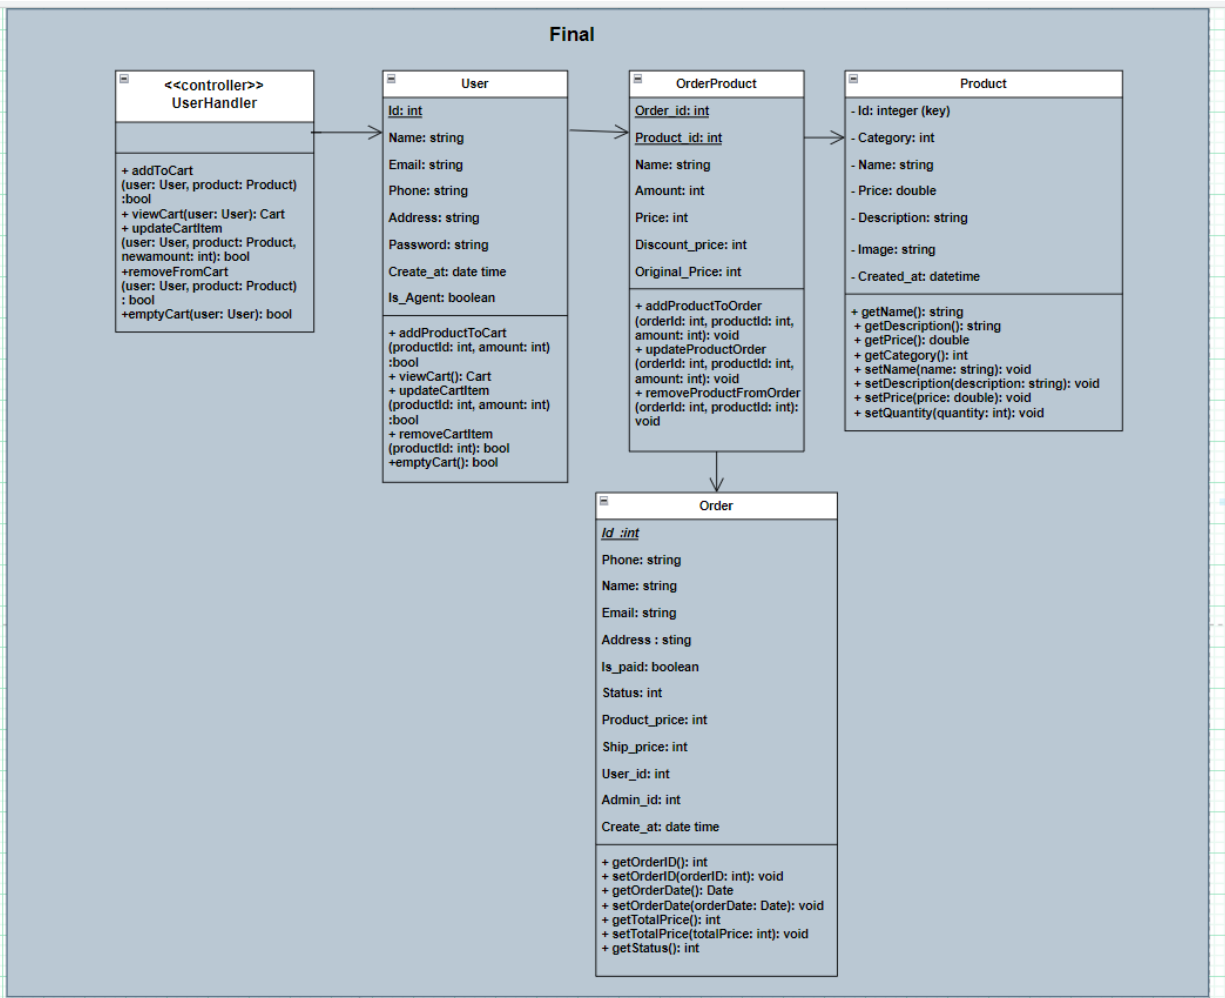 Final
<<controller>>
UserHandler
+ addToCart
(user: User, product: Product)
:bool
+ viewCart(user: User): Cart
+ updateCartItem
(user: User, product: Product,
newamount: int): bool
+removeFromCart
(user: User, product: Product)
: bool
+emptyCart(user: User): bool
User
Id: int
Name: string
Email: string
Phone: string
Address: string
Password: string
Create_at: date time
Is_Agent: boolean
+ addProductToCart
(productId: int, amount: int)
:bool
+ viewCart(): Cart
+ updateCartItem
(productId: int, amount: int)
:bool
+ removeCartItem
(productId: int): bool
+emptyCart(): bool
OrderProduct
Order_id: int
Product_id: int
Name: string
Amount: int
Price: int
Discount_price: int
Original_Price: int
+ addProductToOrder
(orderId: int, productId: int,
amount: int): void
+ updateProductOrder
(orderId: int, productId: int,
amount: int): void
+ removeProductFromOrder
(orderId: int, productId: int):
void
Product
- Id: integer (key)
- Category: int
- Name: string
- Price: double
- Description: string
- Image: string
- Created_at: datetime
+ getName(): string
+ getDescription(): string
+ getPrice(): double
+ getCategory(): int
+ setName(name: string): void
+ setDescription(description: string): void
+ setPrice(price: double): void
+ setQuantity(quantity: int): void
Order
Id :int
Phone: string
Name: string
Email: string
Address : sting
Is_paid: boolean
Status: int
Product_price: int
Ship_price: int
User_id: int
Admin_id: int
Create_at: date time
+ getOrderID(): int
+ setOrderID(orderID: int): void
+ getOrderDate(): Date
+ setOrderDate(orderDate: Date): void
+ getTotalPrice(): int
+ setTotalPrice(totalPrice: int): void
+ getStatus(): int